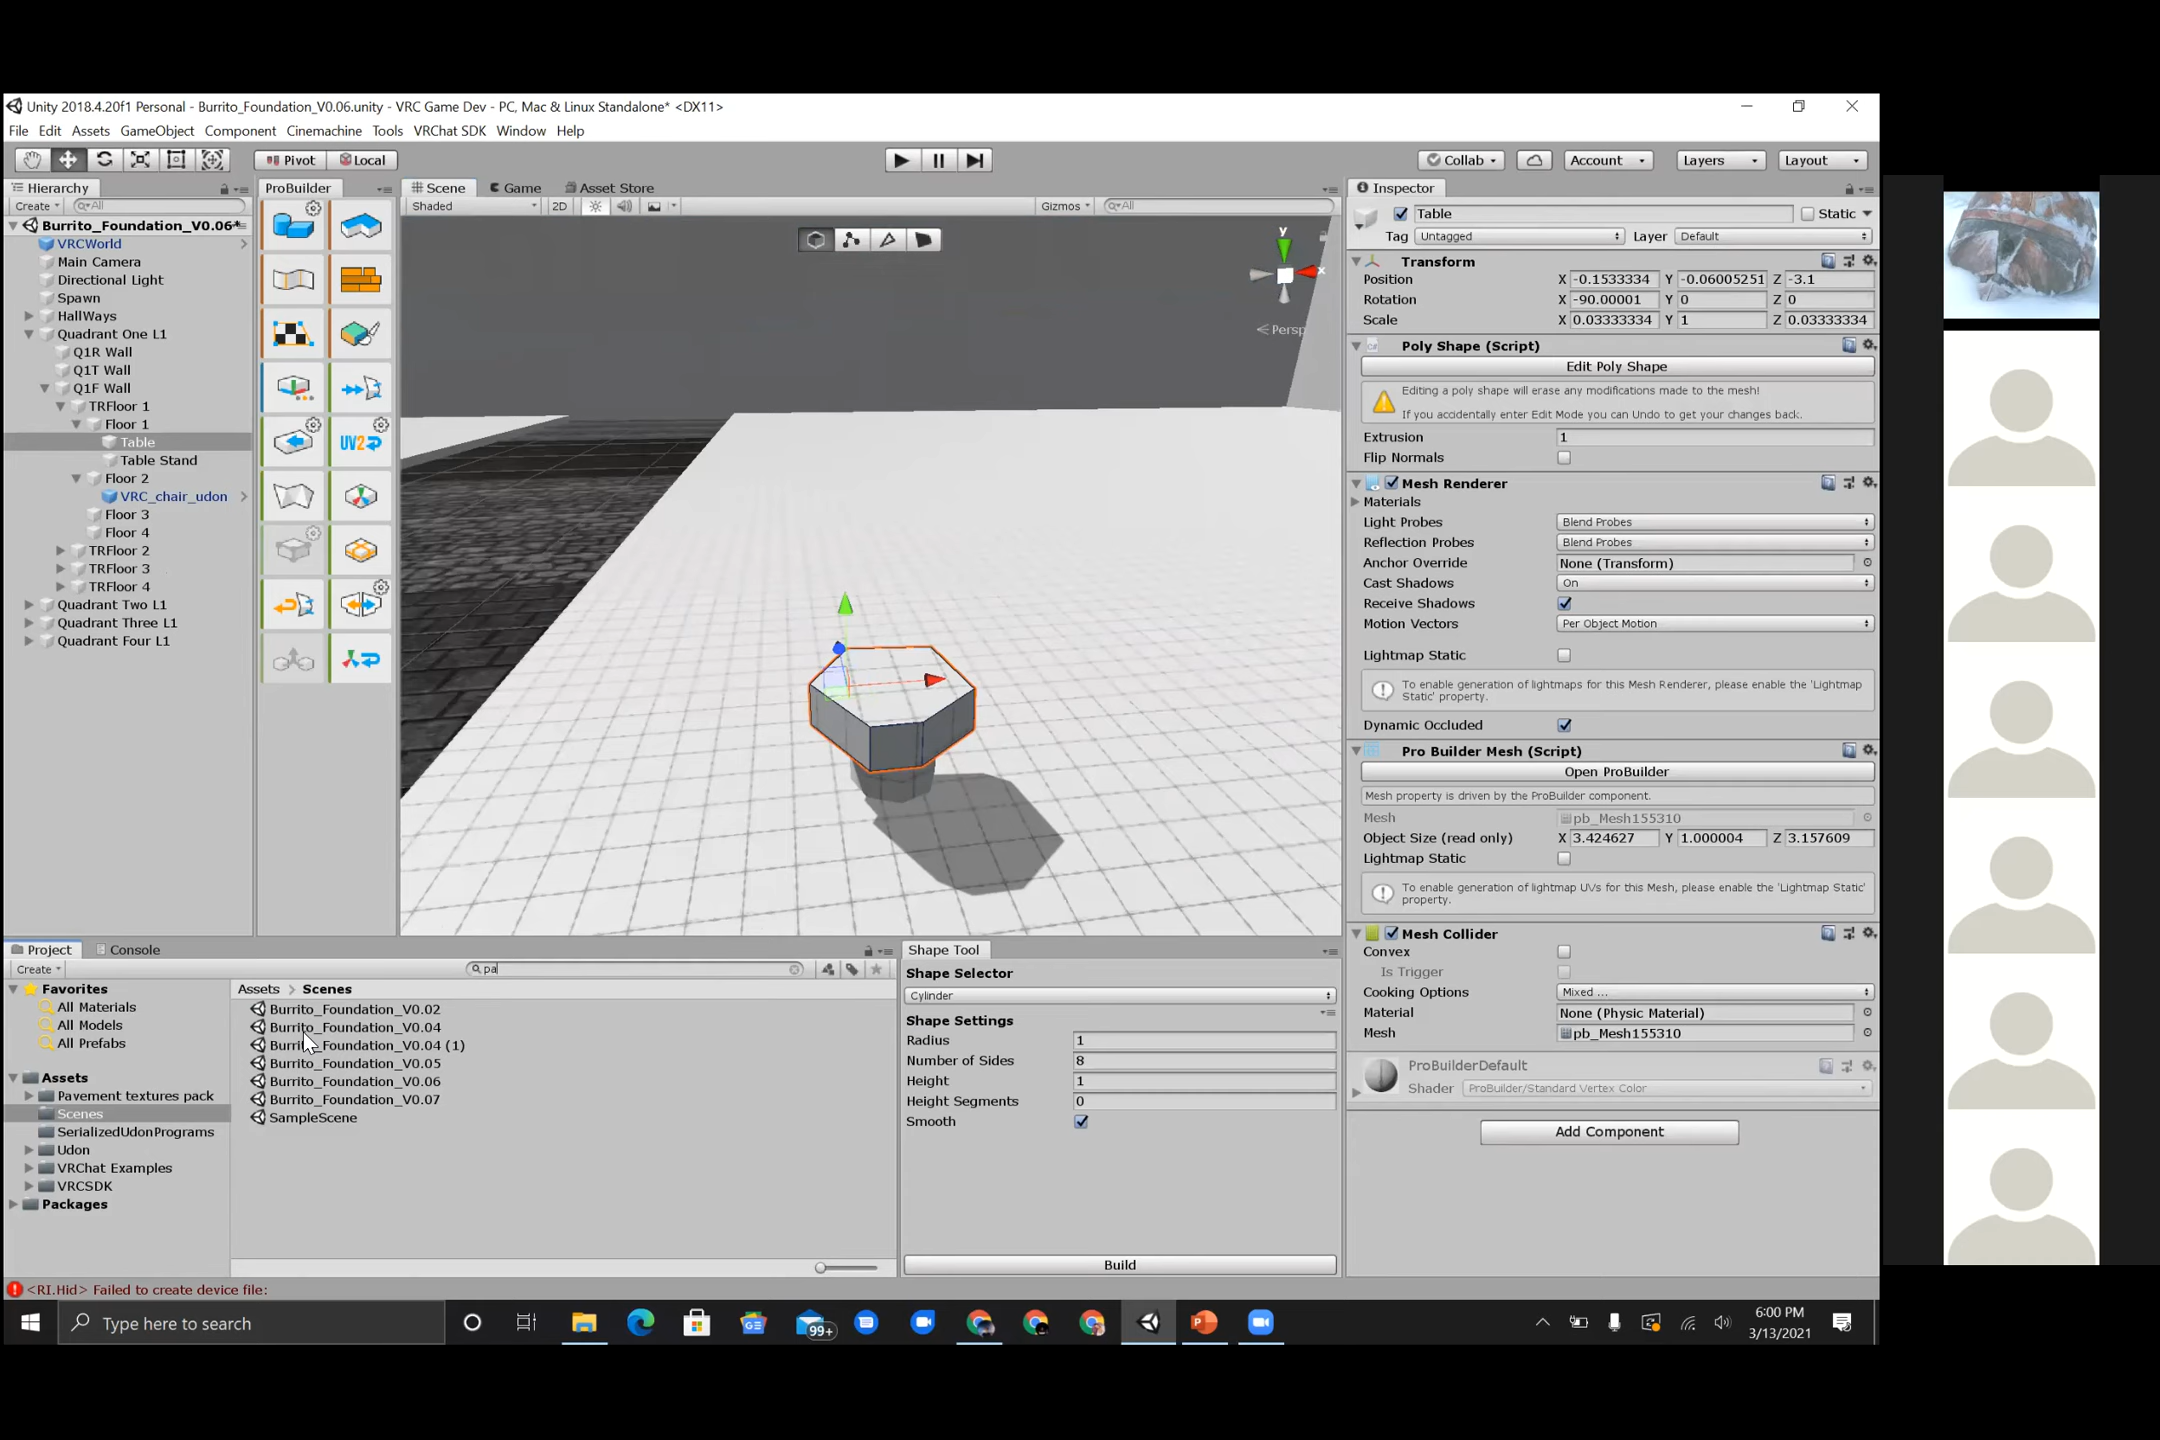 Unity 2018.4.20f1 Personal - Burrito_Foundation_V0.06.unity - VRC Game Dev - PC, Mac & Linux Standalone* <DX11>
File Edit Assets GameObject Component Cinemachine Tools VRChat SDK Window Help
Pivot Local Collab Account Layers Layout
Hierarchy
Create All
Burrito_Foundation_V0.06*
VRCWorld
Main Camera
Directional Light
Spawn
HallWays
Quadrant One L1
Q1R Wall
Q1T Wall
Q1F Wall
TRFloor 1
Floor 1
Table
Table Stand
Floor 2
VRC_chair_udon
Floor 3
Floor 4
TRFloor 2
TRFloor 3
TRFloor 4
Quadrant Two L1
Quadrant Three L1
Quadrant Four L1
ProBuilder
UV2
Scene Game Asset Store
Shaded 2D Gizmos All
y
x
Persp
Inspector
Table Static
Tag Untagged Layer Default
Transform
Position X -0.1533334 Y -0.06005251 Z -3.1
Rotation X -90.00001 Y 0 Z 0
Scale X 0.03333334 Y 1 Z 0.03333334
Poly Shape (Script)
Edit Poly Shape
Editing a poly shape will erase any modifications made to the mesh!
If you accidentally enter Edit Mode you can Undo to get your changes back.
Extrusion 1
Flip Normals
Mesh Renderer
Materials
Light Probes Blend Probes
Reflection Probes Blend Probes
Anchor Override None (Transform)
Cast Shadows On
Receive Shadows
Motion Vectors Per Object Motion
Lightmap Static
To enable generation of lightmaps for this Mesh Renderer, please enable the 'Lightmap
Static' property.
Dynamic Occluded
Pro Builder Mesh (Script)
Open ProBuilder
Mesh property is driven by the ProBuilder component.
Mesh pb_Mesh155310
Object Size (read only) X 3.424627 Y 1.000004 Z 3.157609
Lightmap Static
To enable generation of lightmap UVs for this Mesh, please enable the 'Lightmap Static'
property.
Mesh Collider
Convex
Is Trigger
Cooking Options Mixed ...
Material None (Physic Material)
Mesh pb_Mesh155310
ProBuilderDefault
Shader ProBuilder/Standard Vertex Color
Add Component
Project Console
Create pa
Favorites
All Materials
All Models
All Prefabs
Assets
Pavement textures pack
Scenes
SerializedUdonPrograms
Udon
VRChat Examples
VRCSDK
Packages
Assets > Scenes
Burrito_Foundation_V0.02
Burrito_Foundation_V0.04
Burrito_Foundation_V0.04 (1)
Burrito_Foundation_V0.05
Burrito_Foundation_V0.06
Burrito_Foundation_V0.07
SampleScene
Shape Tool
Shape Selector
Cylinder
Shape Settings
Radius 1
Number of Sides 8
Height 1
Height Segments 0
Smooth
Build
<RI.Hid> Failed to create device file:
Type here to search
99+
6:00 PM
3/13/2021